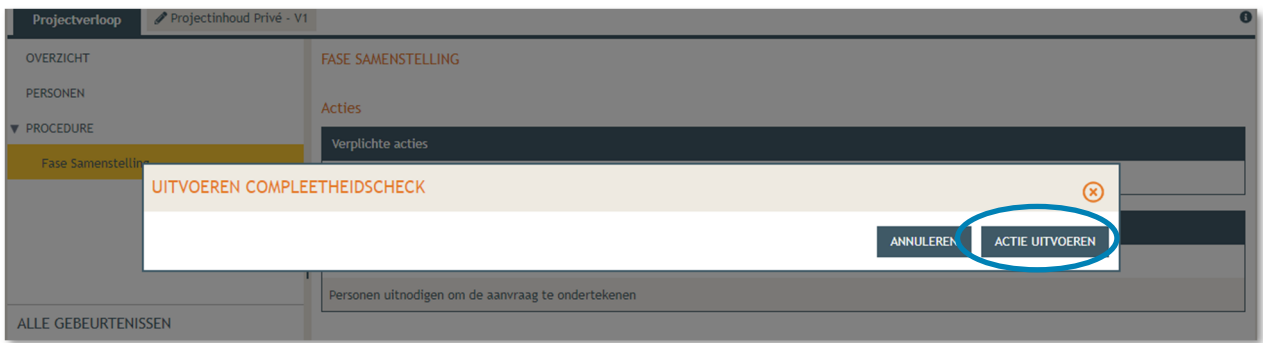 Projectverloop
Projectinhoud Privé - V1
OVERZICHT
PERSONEN
PROCEDURE
Fase Samenstelling
ALLE GEBEURTENISSEN
FASE SAMENSTELLING
Acties
Verplichte acties
UITVOEREN COMPLEETHEIDSCHECK
ANNULEREN
ACTIE UITVOEREN
Personen uitnodigen om de aanvraag te ondertekenen